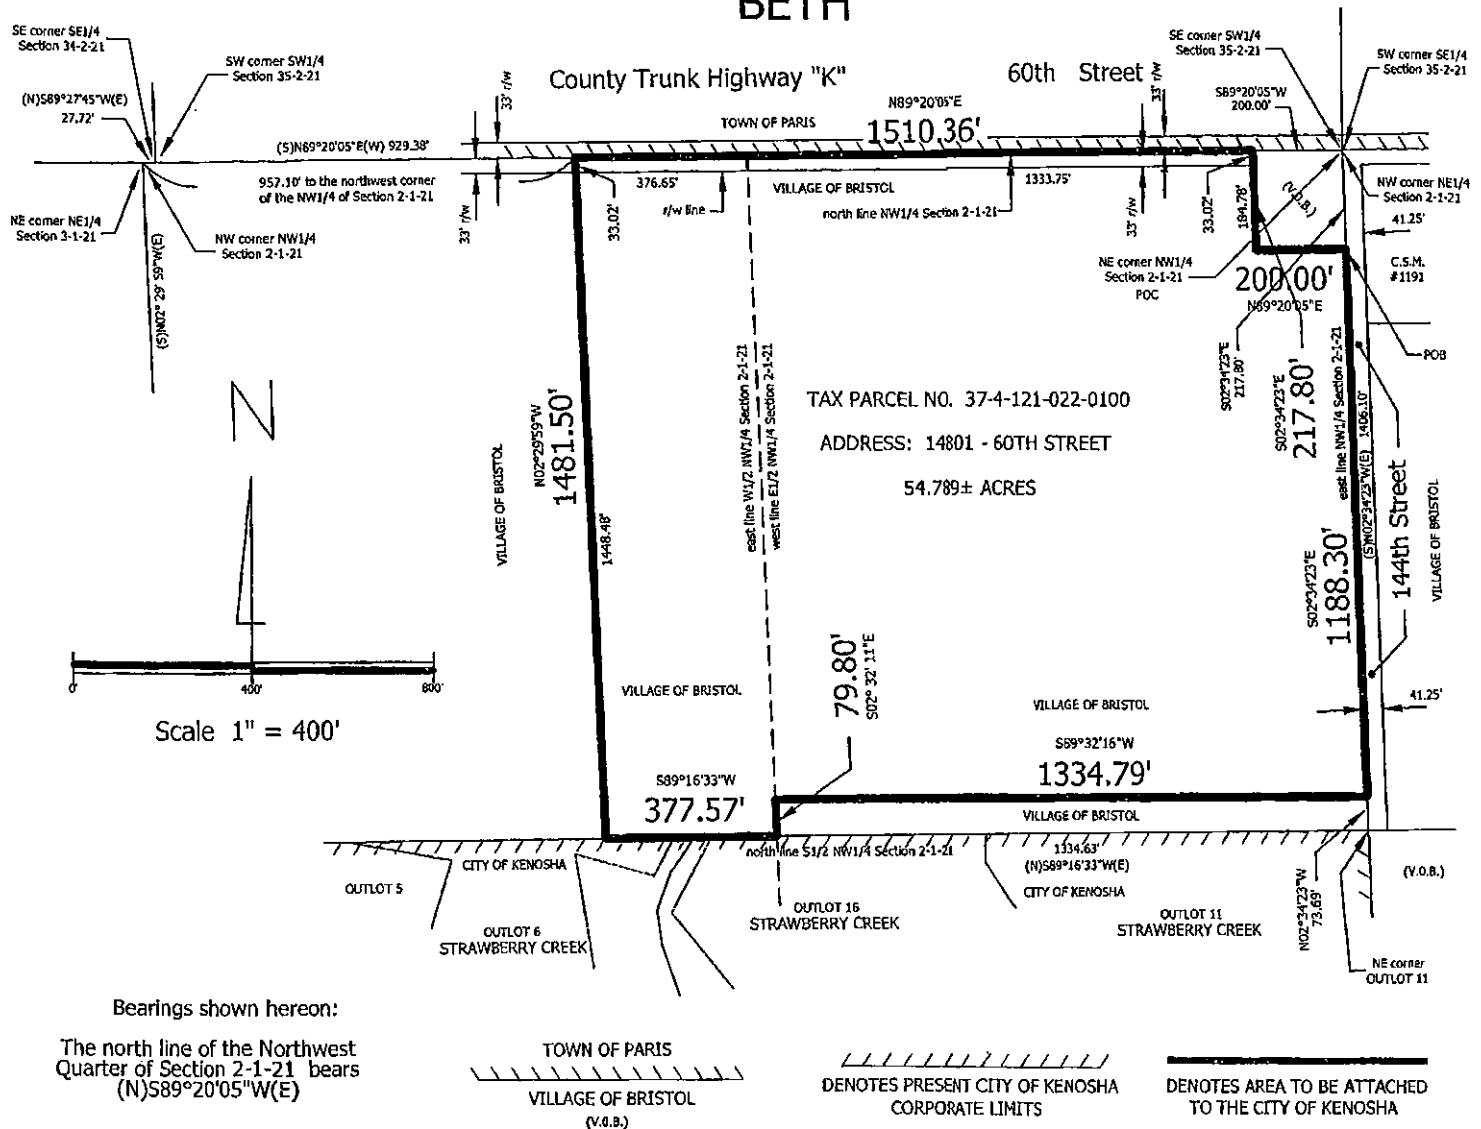 BETH
SE corner SE1/4
Section 34-2-21
SW corner SW1/4
Section 35-2-21
(N)S89°27'45"W(E)
27.72'
(S)N89°20'05"E(W) 929.38'
957.10' to the northwest corner
of the NW1/4 of Section 2-1-21
NE corner NE1/4
Section 3-1-21
NW corner NW1/4
Section 2-1-21
(S)N02° 29' 59"W(E)
33' r/w
33' r/w
County Trunk Highway "K"
60th Street
33' r/w
33' r/w
N89°20'05"E
TOWN OF PARIS
1510.36'
376.65'
VILLAGE OF BRISTOL
1333.75'
r/w line
north line NW1/4 Section 2-1-21
33.02'
33.02'
184.78'
SE corner SW1/4
Section 35-2-21
SW corner SE1/4
Section 35-2-21
S89°20'05"W
200.00'
(V.O.B.)
NW corner NE1/4
Section 2-1-21
41.25'
C.S.M.
#1191
NE corner NW1/4
Section 2-1-21
POC
200.00'
N89°20'05"E
POB
S02°34'23"E
217.80'
S02°34'23"E
217.80'
east line NW1/4 Section 2-1-21
(S)N02°34'23"W(E) 1406.10'
144th Street
VILLAGE OF BRISTOL
S02°34'23"E
1188.30'
41.25'
N
VILLAGE OF BRISTOL
N02°29'59"W
1481.50'
1448.48'
east line W1/2 NW1/4 Section 2-1-21
west line E1/2 NW1/4 Section 2-1-21
TAX PARCEL NO. 37-4-121-022-0100
ADDRESS: 14801 - 60TH STREET
54.789± ACRES
0'
400'
800'
Scale 1" = 400'
VILLAGE OF BRISTOL
79.80'
S02° 32' 11"E
VILLAGE OF BRISTOL
S89°32'16"W
1334.79'
S89°16'33"W
377.57'
VILLAGE OF BRISTOL
north line S1/2 NW1/4 Section 2-1-21
1334.63'
(N)S89°16'33"W(E)
CITY OF KENOSHA
CITY OF KENOSHA
OUTLOT 5
OUTLOT 6
STRAWBERRY CREEK
OUTLOT 16
STRAWBERRY CREEK
OUTLOT 11
STRAWBERRY CREEK
N02°34'23"W
73.69'
(V.O.B.)
NE corner
OUTLOT 11
Bearings shown hereon:
The north line of the Northwest
Quarter of Section 2-1-21 bears
(N)S89°20'05"W(E)
TOWN OF PARIS
VILLAGE OF BRISTOL
(V.O.B.)
DENOTES PRESENT CITY OF KENOSHA
CORPORATE LIMITS
DENOTES AREA TO BE ATTACHED
TO THE CITY OF KENOSHA